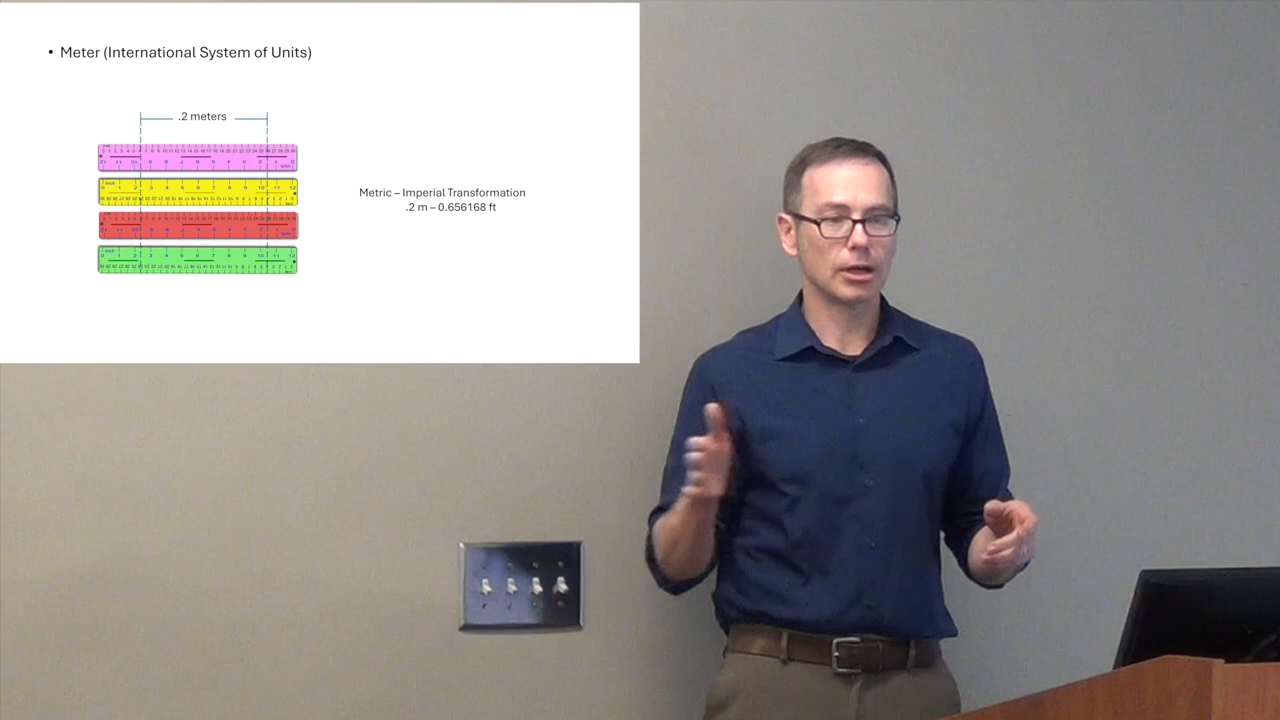 • Meter (International System of Units)
.2 meters
Metric – Imperial Transformation
.2 m – 0.656168 ft